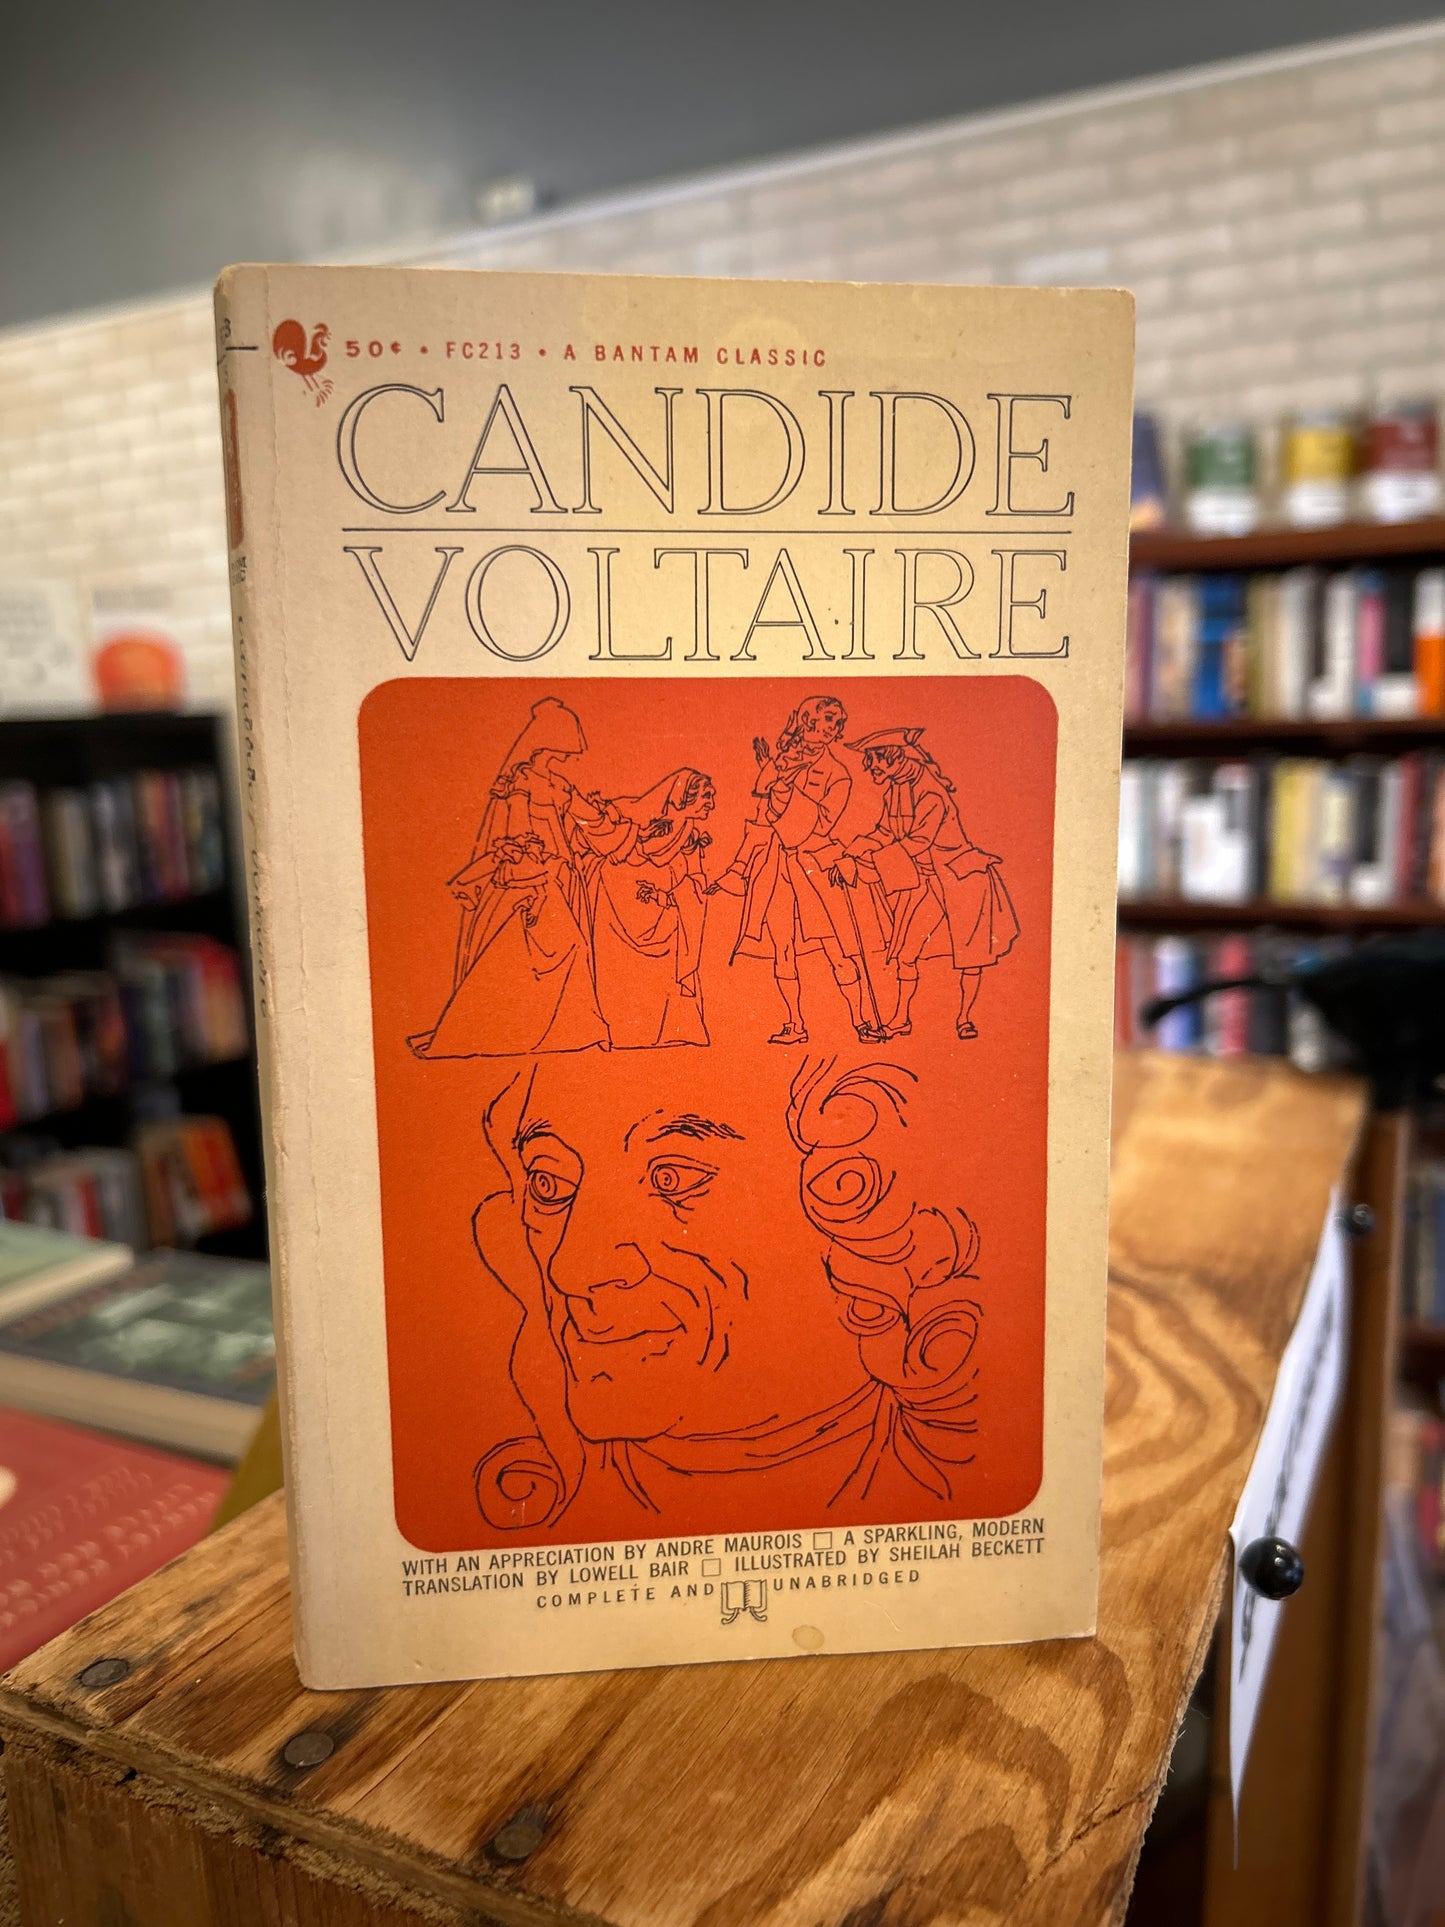 50¢ • FC213 • A BANTAM CLASSIC
CANDIDE
VOLTAIRE
WITH AN APPRECIATION BY ANDRE MAUROIS □ A SPARKLING, MODERN
TRANSLATION BY LOWELL BAIR □ ILLUSTRATED BY SHEILAH BECKETT
COMPLETE AND UNABRIDGED